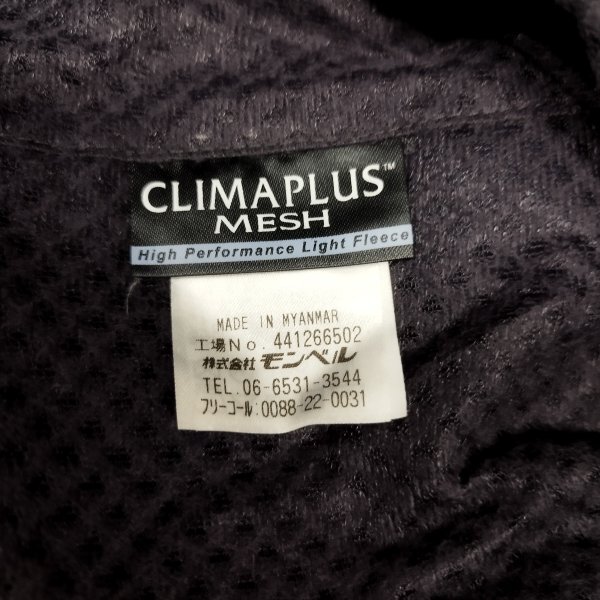 CLIMAPLUS™
MESH
High Performance Light Fleece
MADE IN MYANMAR
工場No. 441266502
株式会社 モンベル
TEL. 06-6531-3544
フリーコール:0088-22-0031